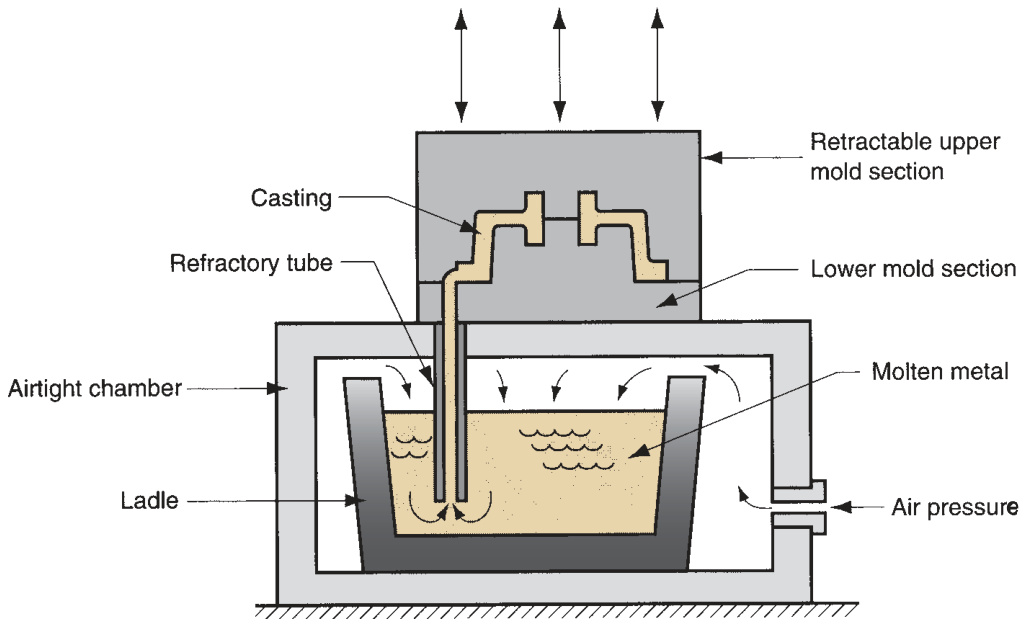 Retractable upper
mold section
Casting
Refractory tube
Lower mold section
Molten metal
Airtight chamber
Ladle
Air pressure